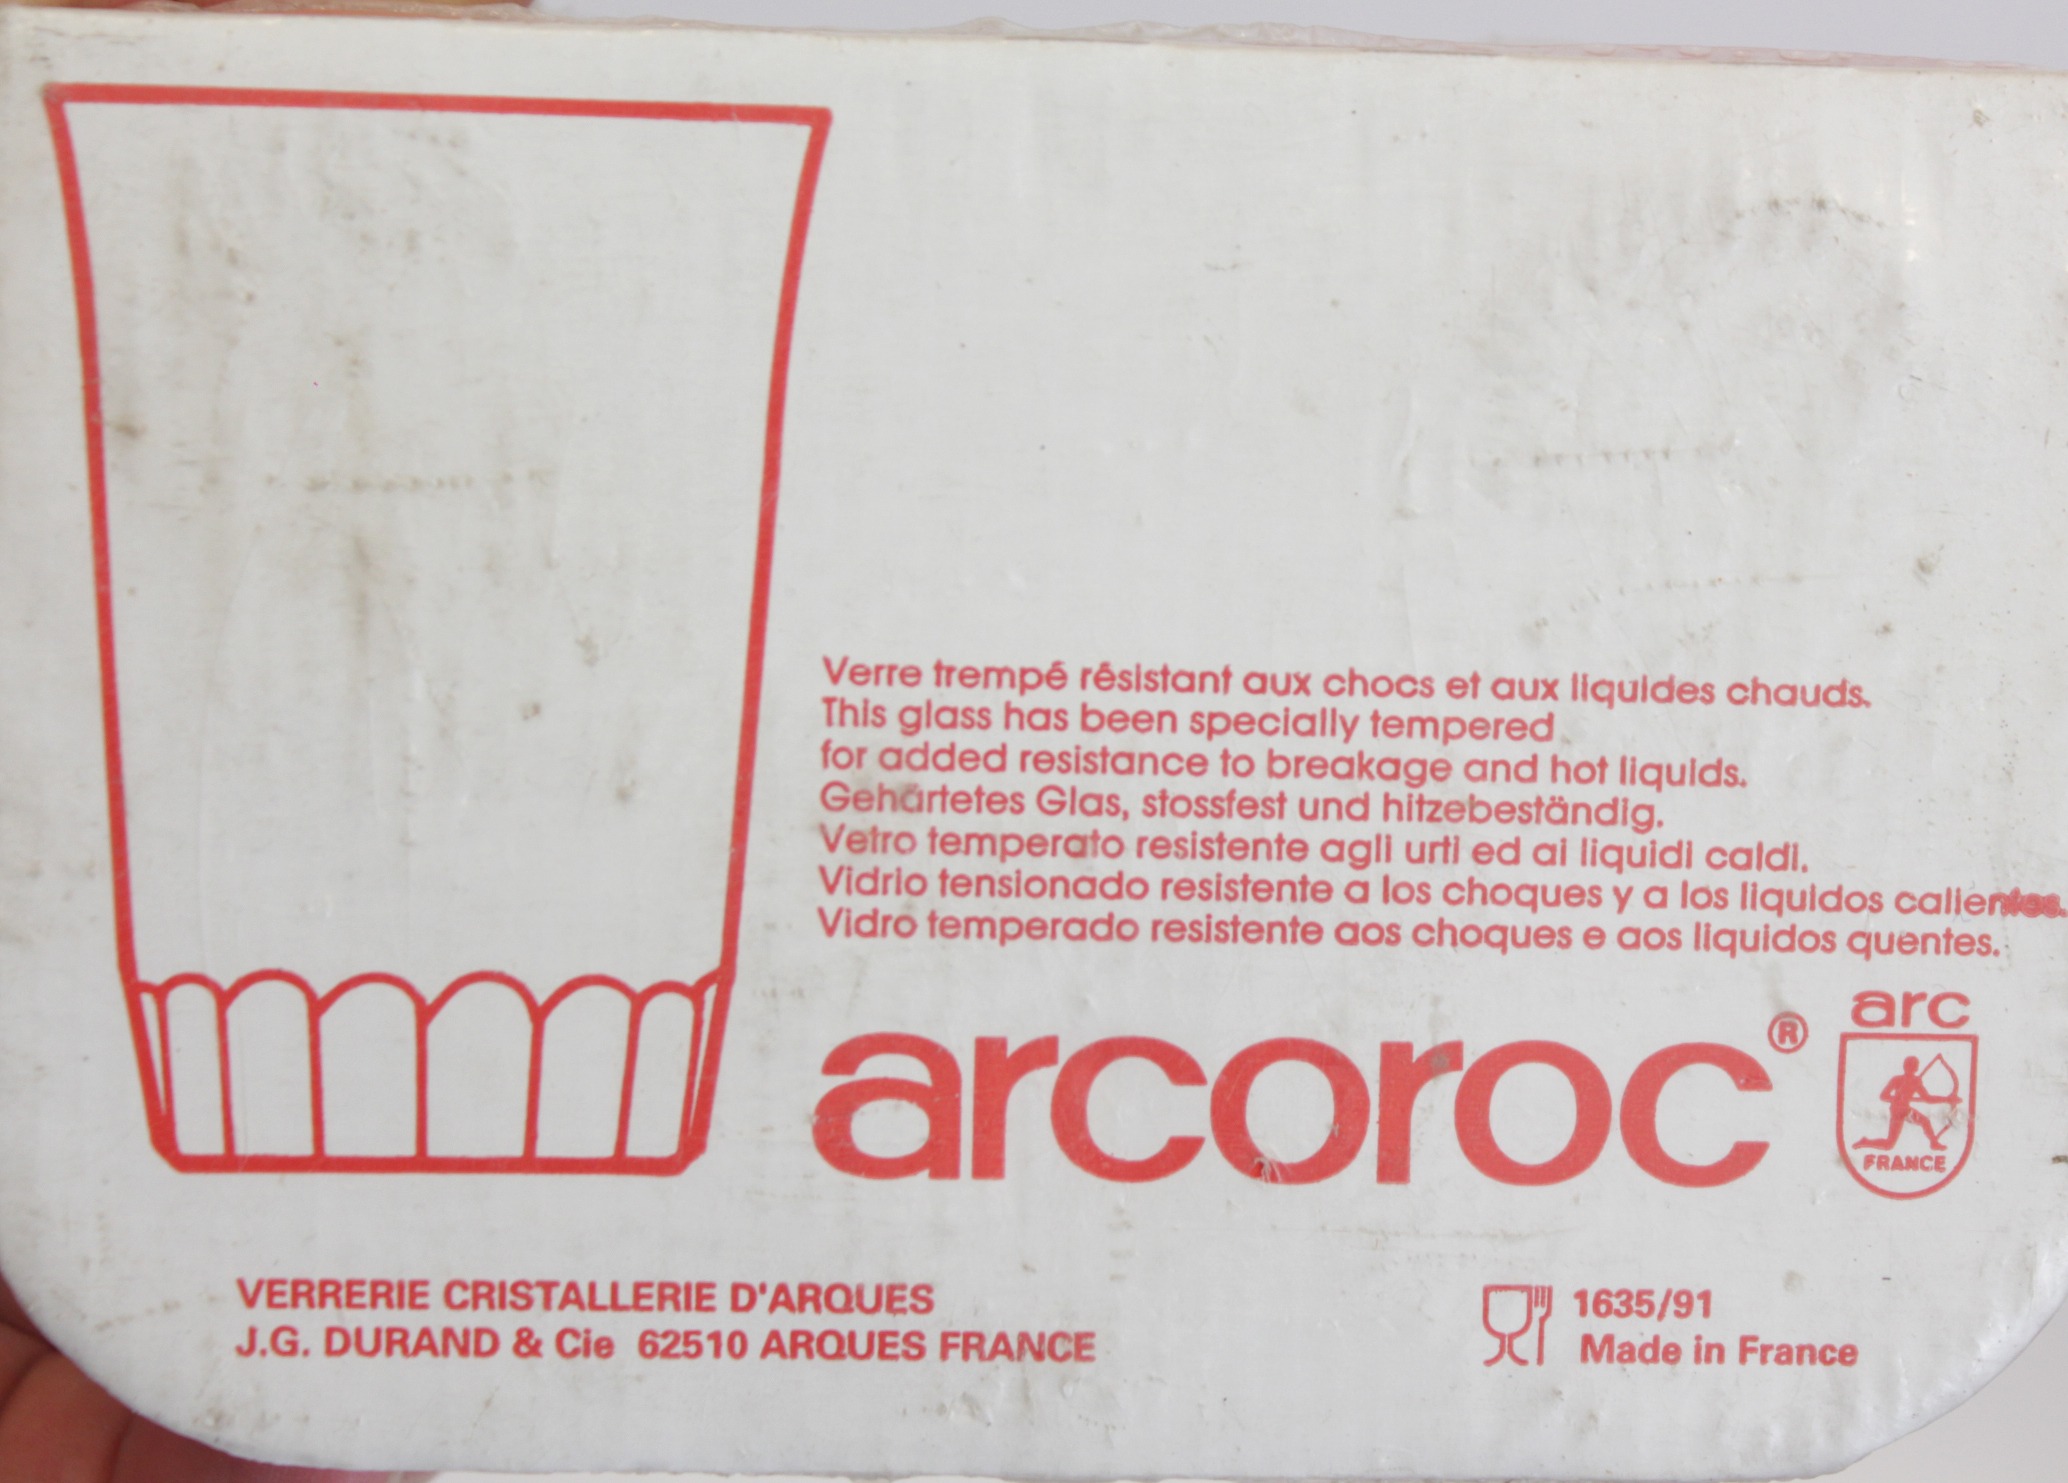 Verre trempé résistant aux chocs et aux liquides chauds.
This glass has been specially tempered
for added resistance to breakage and hot liquids.
Gehärtetes Glas, stossfest und hitzebeständig.
Vetro temperato resistente agli urti ed ai liquidi caldi.
Vidrio tensionado resistente a los choques y a los liquidos calientes.
Vidro temperado resistente aos choques e aos liquidos quentes.
arcoroc®
arc
FRANCE
VERRERIE CRISTALLERIE D'ARQUES
J.G. DURAND & Cie 62510 ARQUES FRANCE
1635/91
Made in France